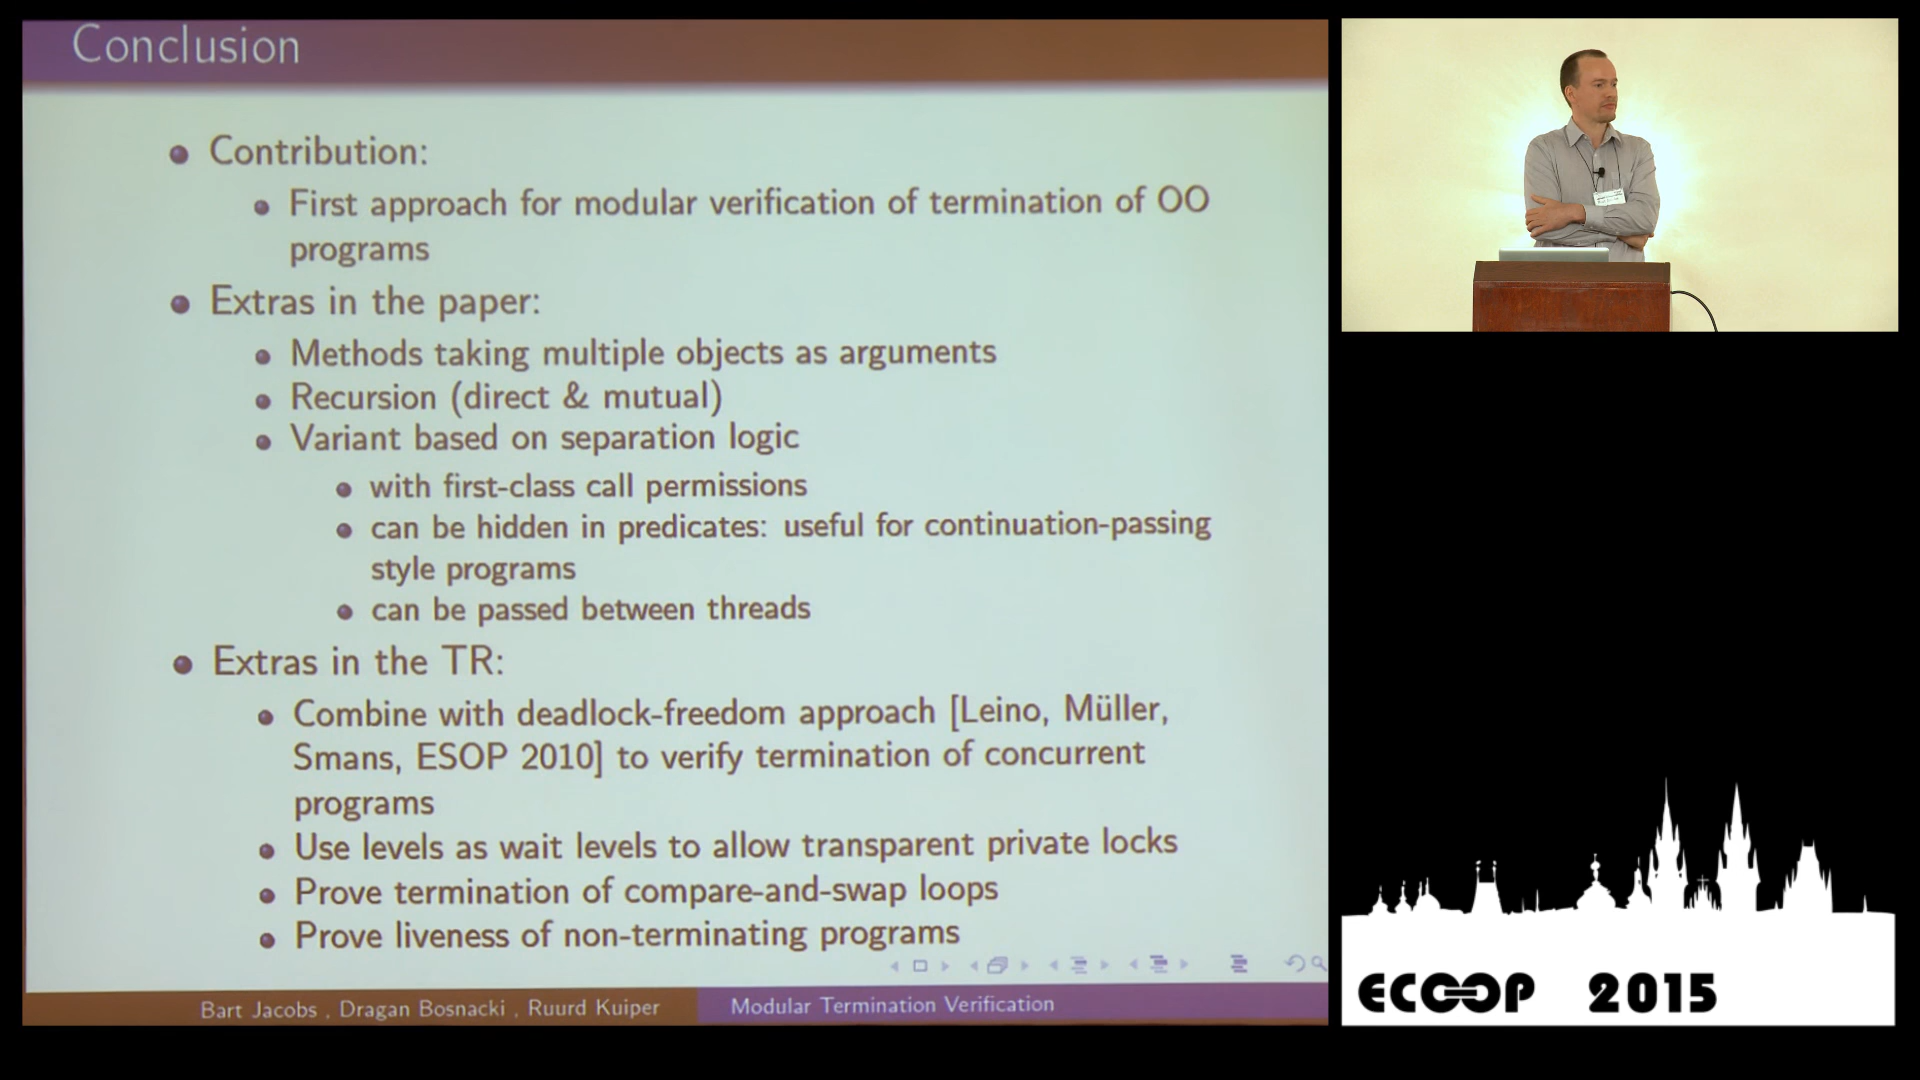 Conclusion
Contribution:
First approach for modular verification of termination of OO
programs
Extras in the paper:
Methods taking multiple objects as arguments
Recursion (direct & mutual)
Variant based on separation logic
with first-class call permissions
can be hidden in predicates: useful for continuation-passing
style programs
can be passed between threads
Extras in the TR:
Combine with deadlock-freedom approach [Leino, Müller,
Smans, ESOP 2010] to verify termination of concurrent
programs
Use levels as wait levels to allow transparent private locks
Prove termination of compare-and-swap loops
Prove liveness of non-terminating programs
Bart Jacobs , Dragan Bosnacki , Ruurd Kuiper
Modular Termination Verification
ECOOP 2015